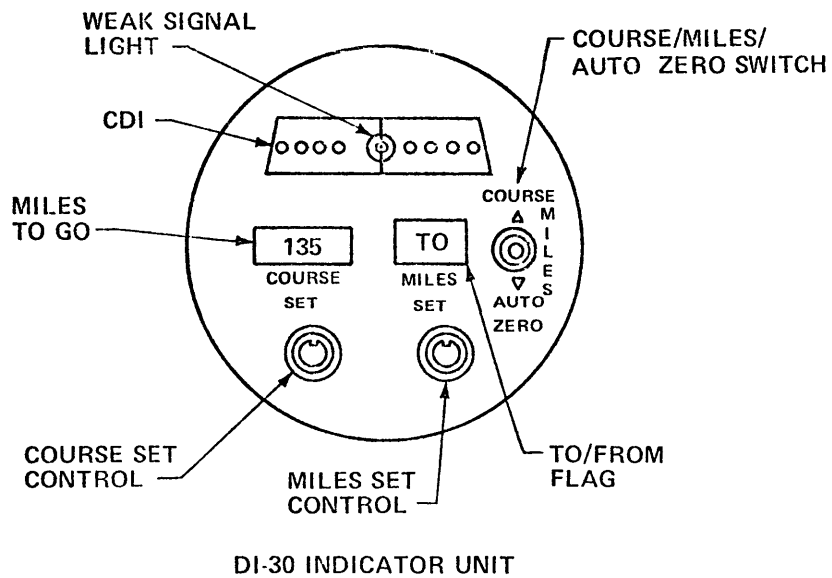 WEAK SIGNAL
LIGHT
COURSE/MILES/
AUTO ZERO SWITCH
CDI
MILES
TO GO
COURSE
MILES
135
TO
COURSE
SET
MILES
SET
AUTO
ZERO
COURSE SET
CONTROL
MILES SET
CONTROL
TO/FROM
FLAG
DI-30 INDICATOR UNIT